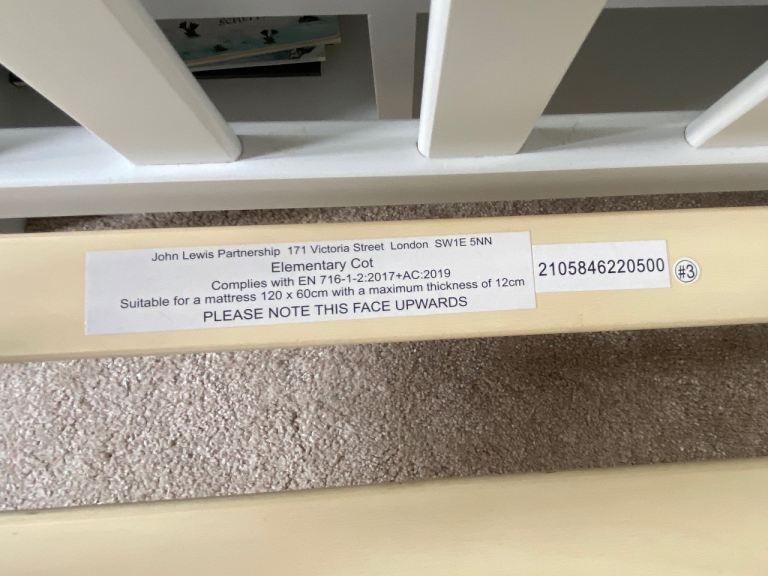 John Lewis Partnership 171 Victoria Street London SW1E 5NN
Elementary Cot
Complies with EN 716-1-2:2017+AC:2019
Suitable for a mattress 120 x 60cm with a maximum thickness of 12cm
PLEASE NOTE THIS FACE UPWARDS
2105846220500
#3